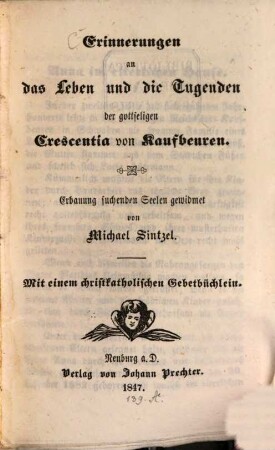 Erinnerungen
an
das Leben und die Tugenden
der gottseligen
Crescentia von Kaufbeuren.
Erbauung suchenden Seelen gewidmet
von
Michael Sintzel.
Mit einem christkatholischen Gebetbüchlein.
Neuburg a. D.
Verlag von Johann Prechter.
1847.